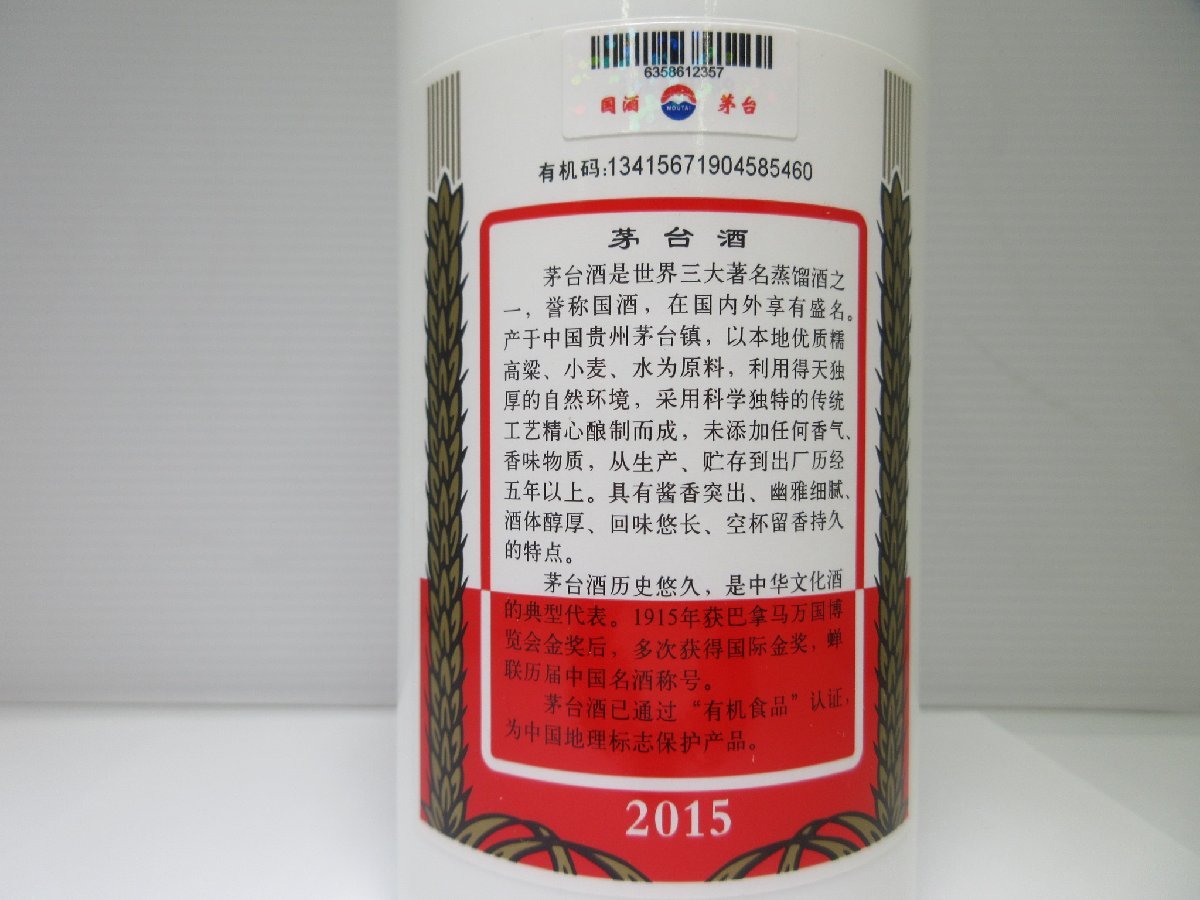 6358612357
国酒 MOUTAI 茅台
有机码:13415671904585460
茅台酒
茅台酒是世界三大著名蒸馏酒之
一，誉称国酒，在国内外享有盛名。
产于中国贵州茅台镇，以本地优质糯
高粱、小麦、水为原料，利用得天独
厚的自然环境，采用科学独特的传统
工艺精心酿制而成，未添加任何香气、
香味物质，从生产、贮存到出厂历经
五年以上。具有酱香突出、幽雅细腻、
酒体醇厚、回味悠长、空杯留香持久
的特点。
茅台酒历史悠久，是中华文化酒
的典型代表。1915年获巴拿马万国博
览会金奖后，多次获得国际金奖，蝉
联历届中国名酒称号。
茅台酒已通过“有机食品”认证，
为中国地理标志保护产品。
2015